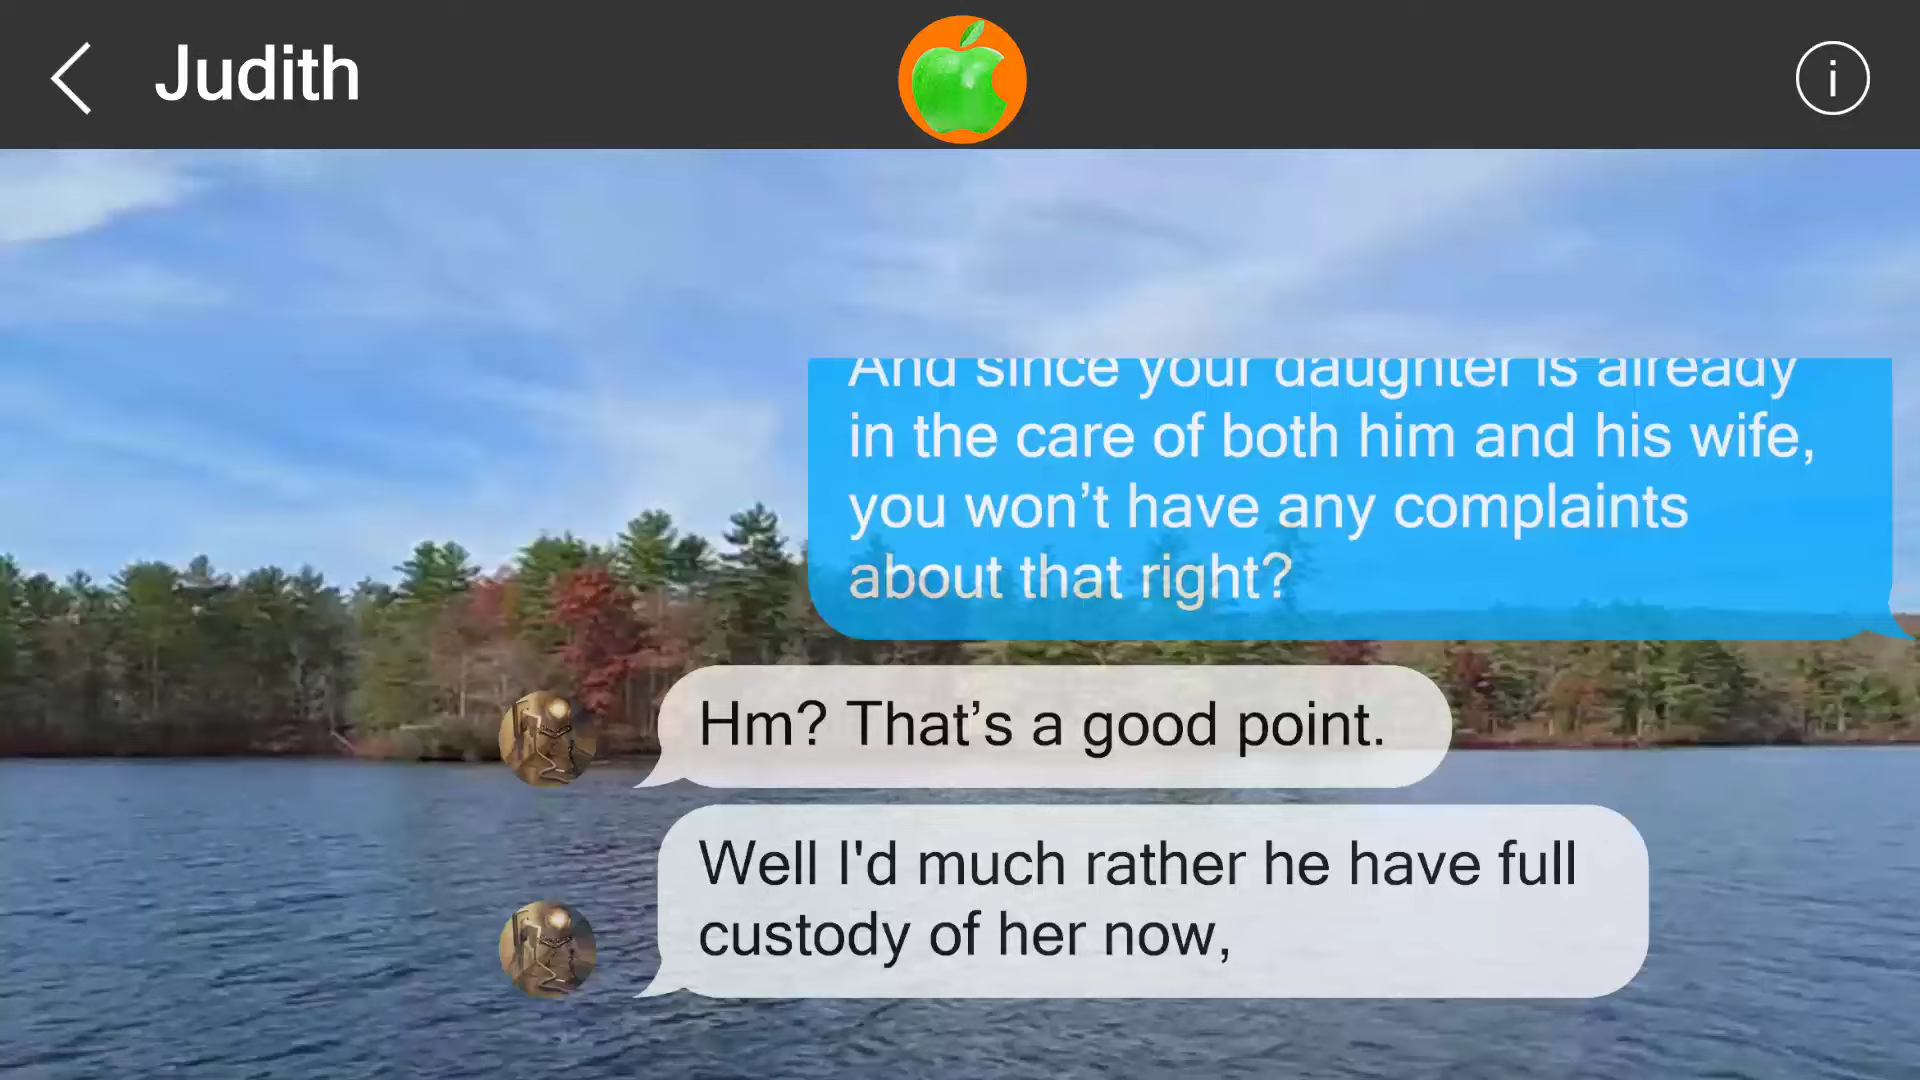 Judith
i
And since your daughter is already
in the care of both him and his wife,
you won’t have any complaints
about that right?
Hm? That’s a good point.
Well I'd much rather he have full
custody of her now,